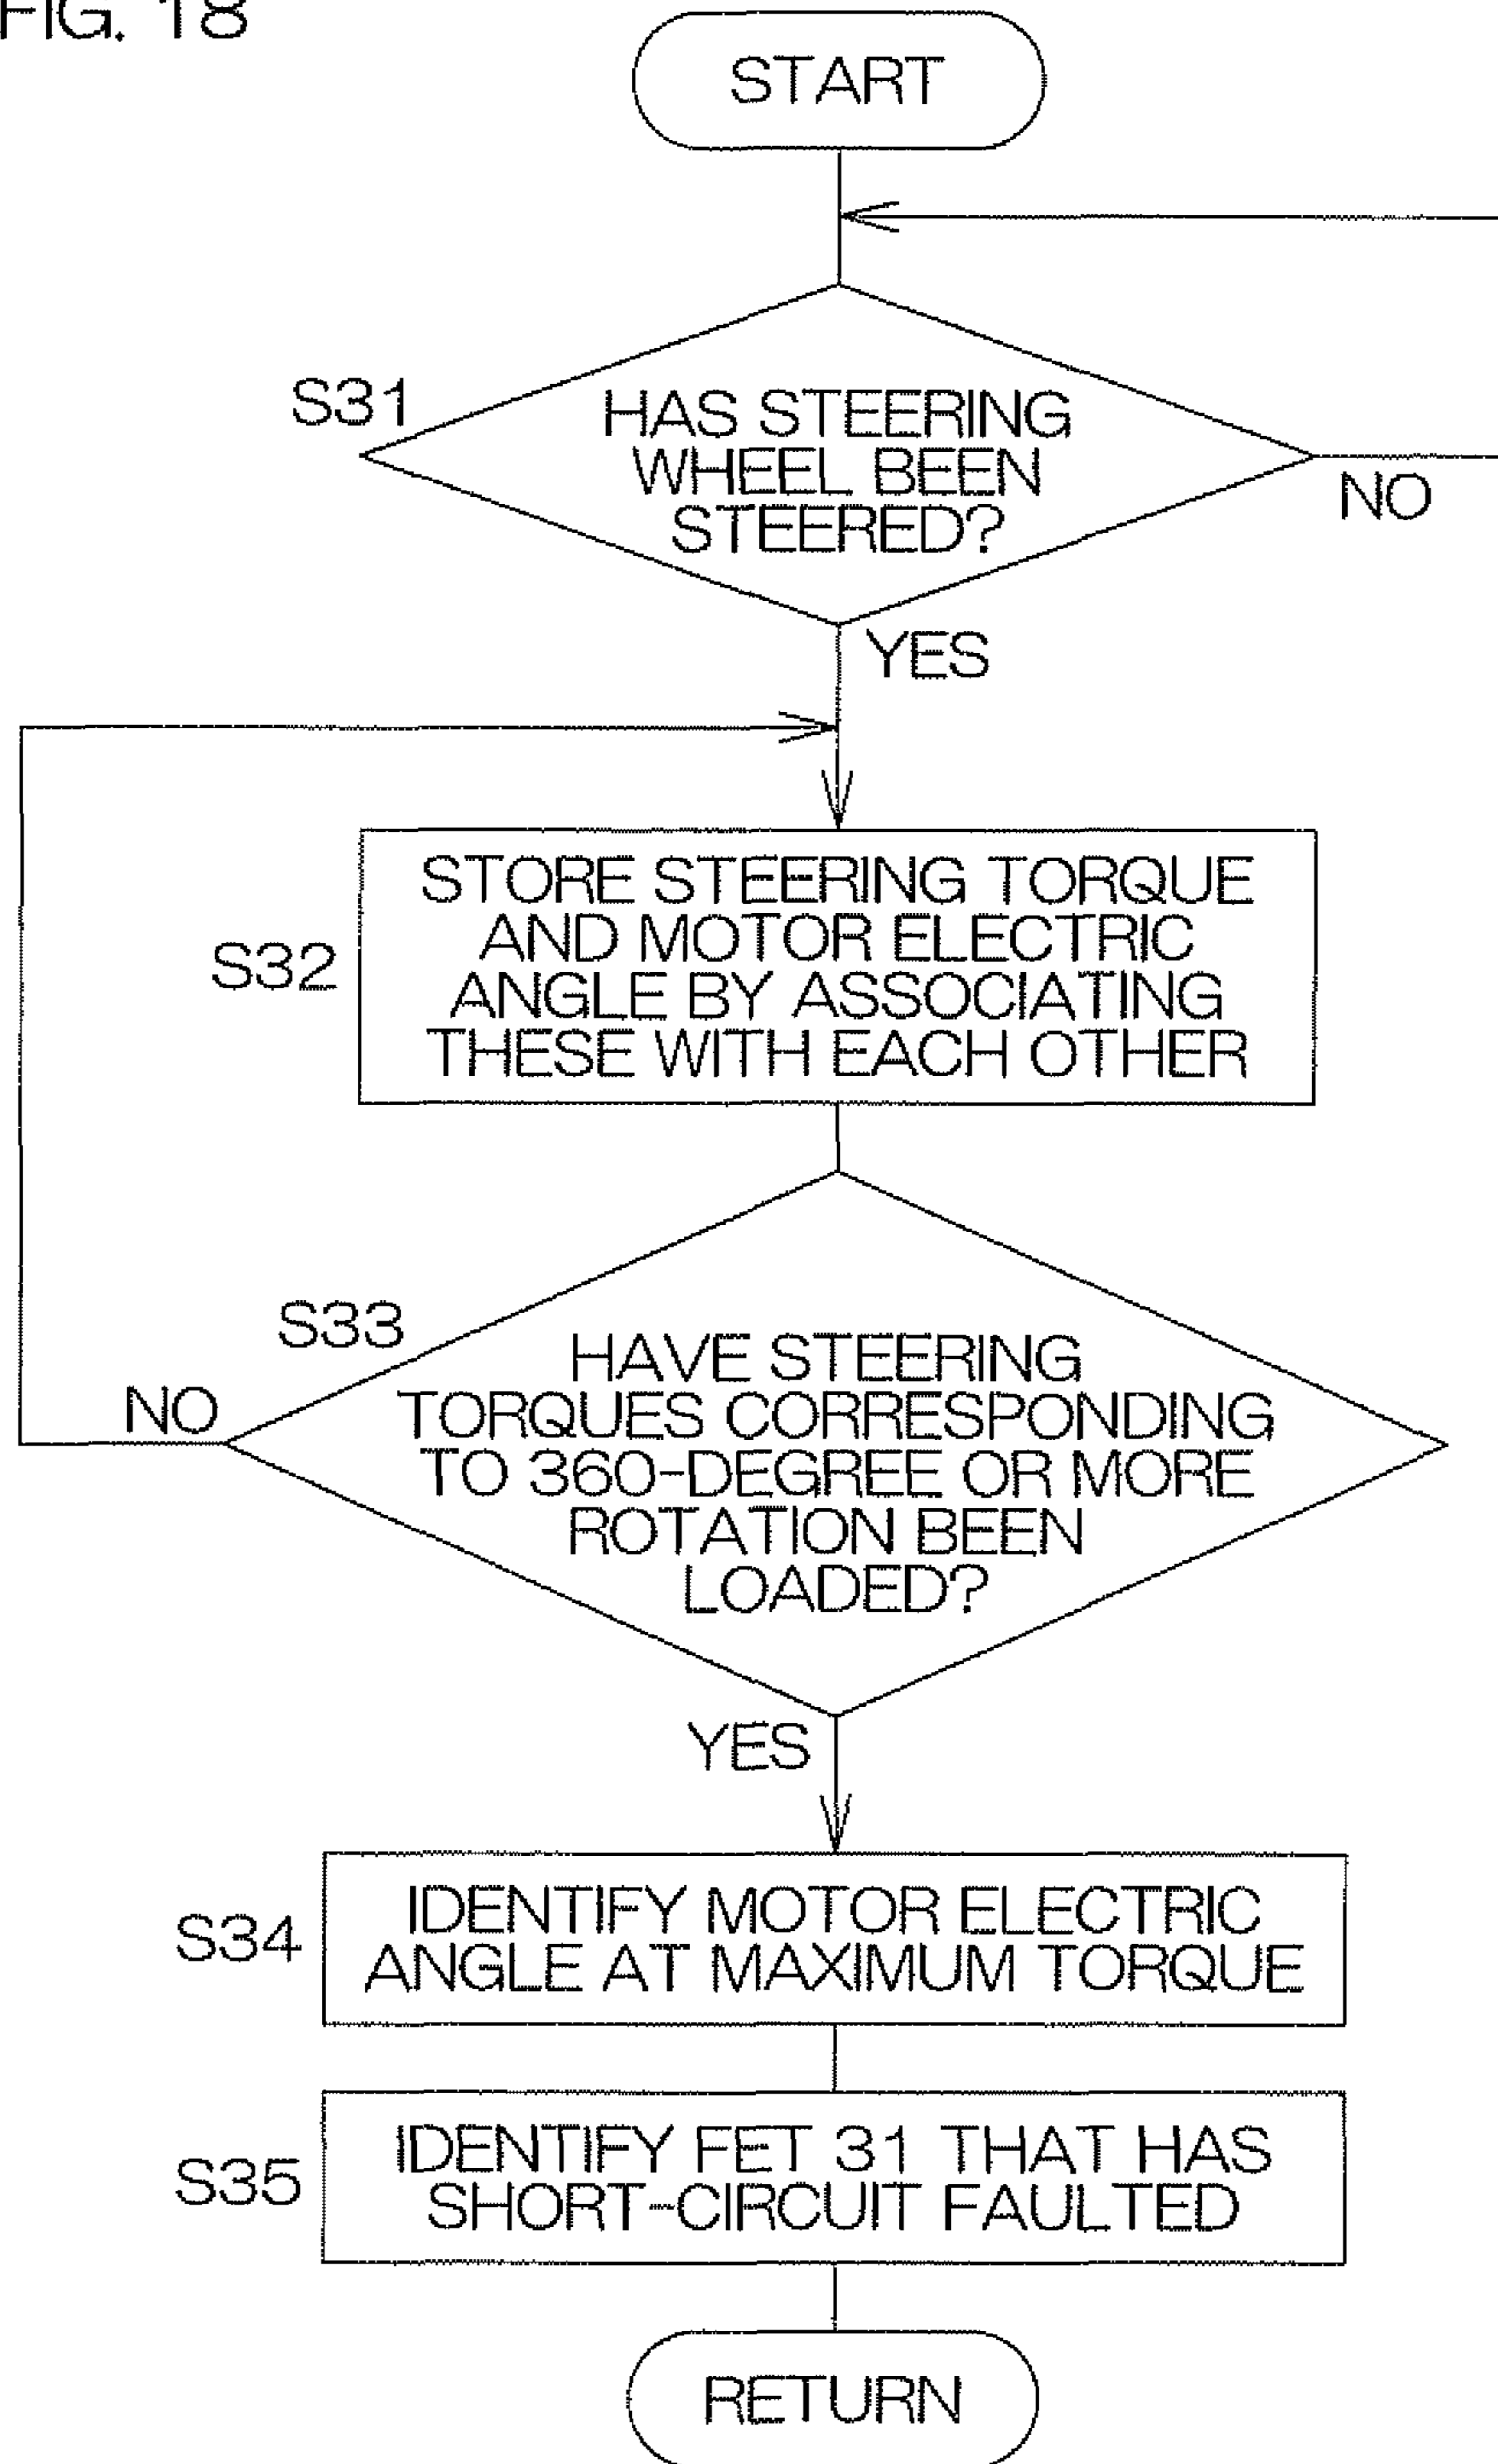 FIG. 18
START
S31
HAS STEERING
WHEEL BEEN
STEERED?
NO
YES
S32
STORE STEERING TORQUE
AND MOTOR ELECTRIC
ANGLE BY ASSOCIATING
THESE WITH EACH OTHER
S33
HAVE STEERING
TORQUES CORRESPONDING
TO 360-DEGREE OR MORE
ROTATION BEEN
LOADED?
NO
YES
S34
IDENTIFY MOTOR ELECTRIC
ANGLE AT MAXIMUM TORQUE
S35
IDENTIFY FET 31 THAT HAS
SHORT-CIRCUIT FAULTED
RETURN